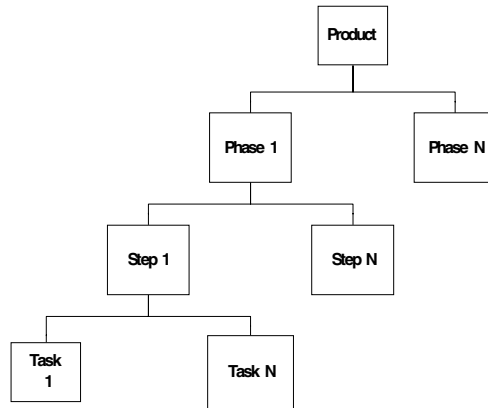 Product
Phase 1
Phase N
Step 1
Step N
Task
1
Task N